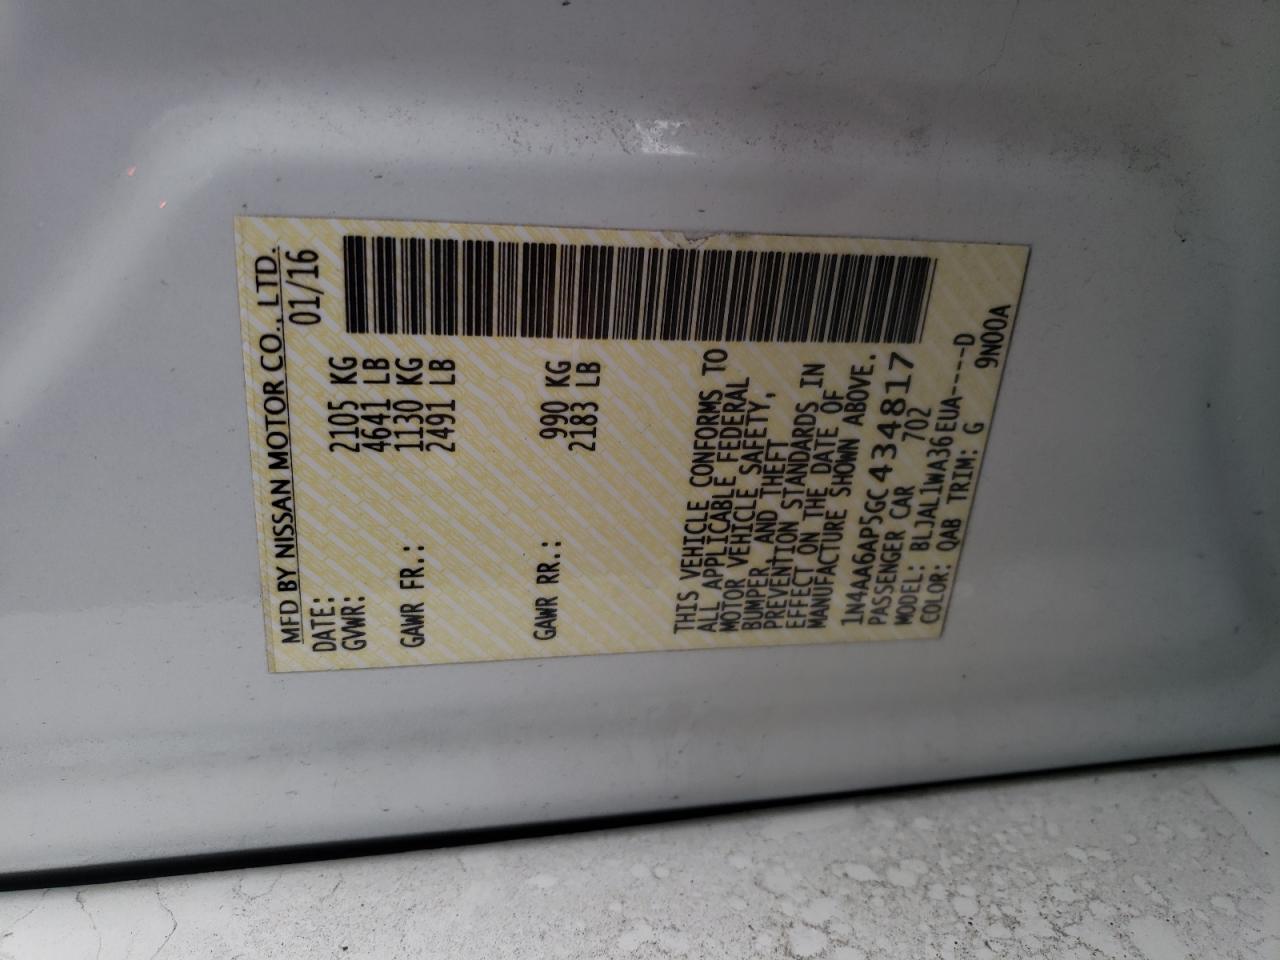 MFD BY NISSAN MOTOR CO., LTD.
DATE: 01/16
GVWR: 2105 KG
4641 LB
GAWR FR.: 1130 KG
2491 LB
GAWR RR.: 990 KG
2183 LB
THIS VEHICLE CONFORMS TO
ALL APPLICABLE FEDERAL
MOTOR VEHICLE SAFETY,
BUMPER, AND THEFT
PREVENTION STANDARDS IN
EFFECT ON THE DATE OF
MANUFACTURE SHOWN ABOVE.
1N4AA6AP5GC434817
PASSENGER CAR 702
MODEL: BLJAL1WA36EUA-----D
COLOR: QAB TRIM: G 9N00A